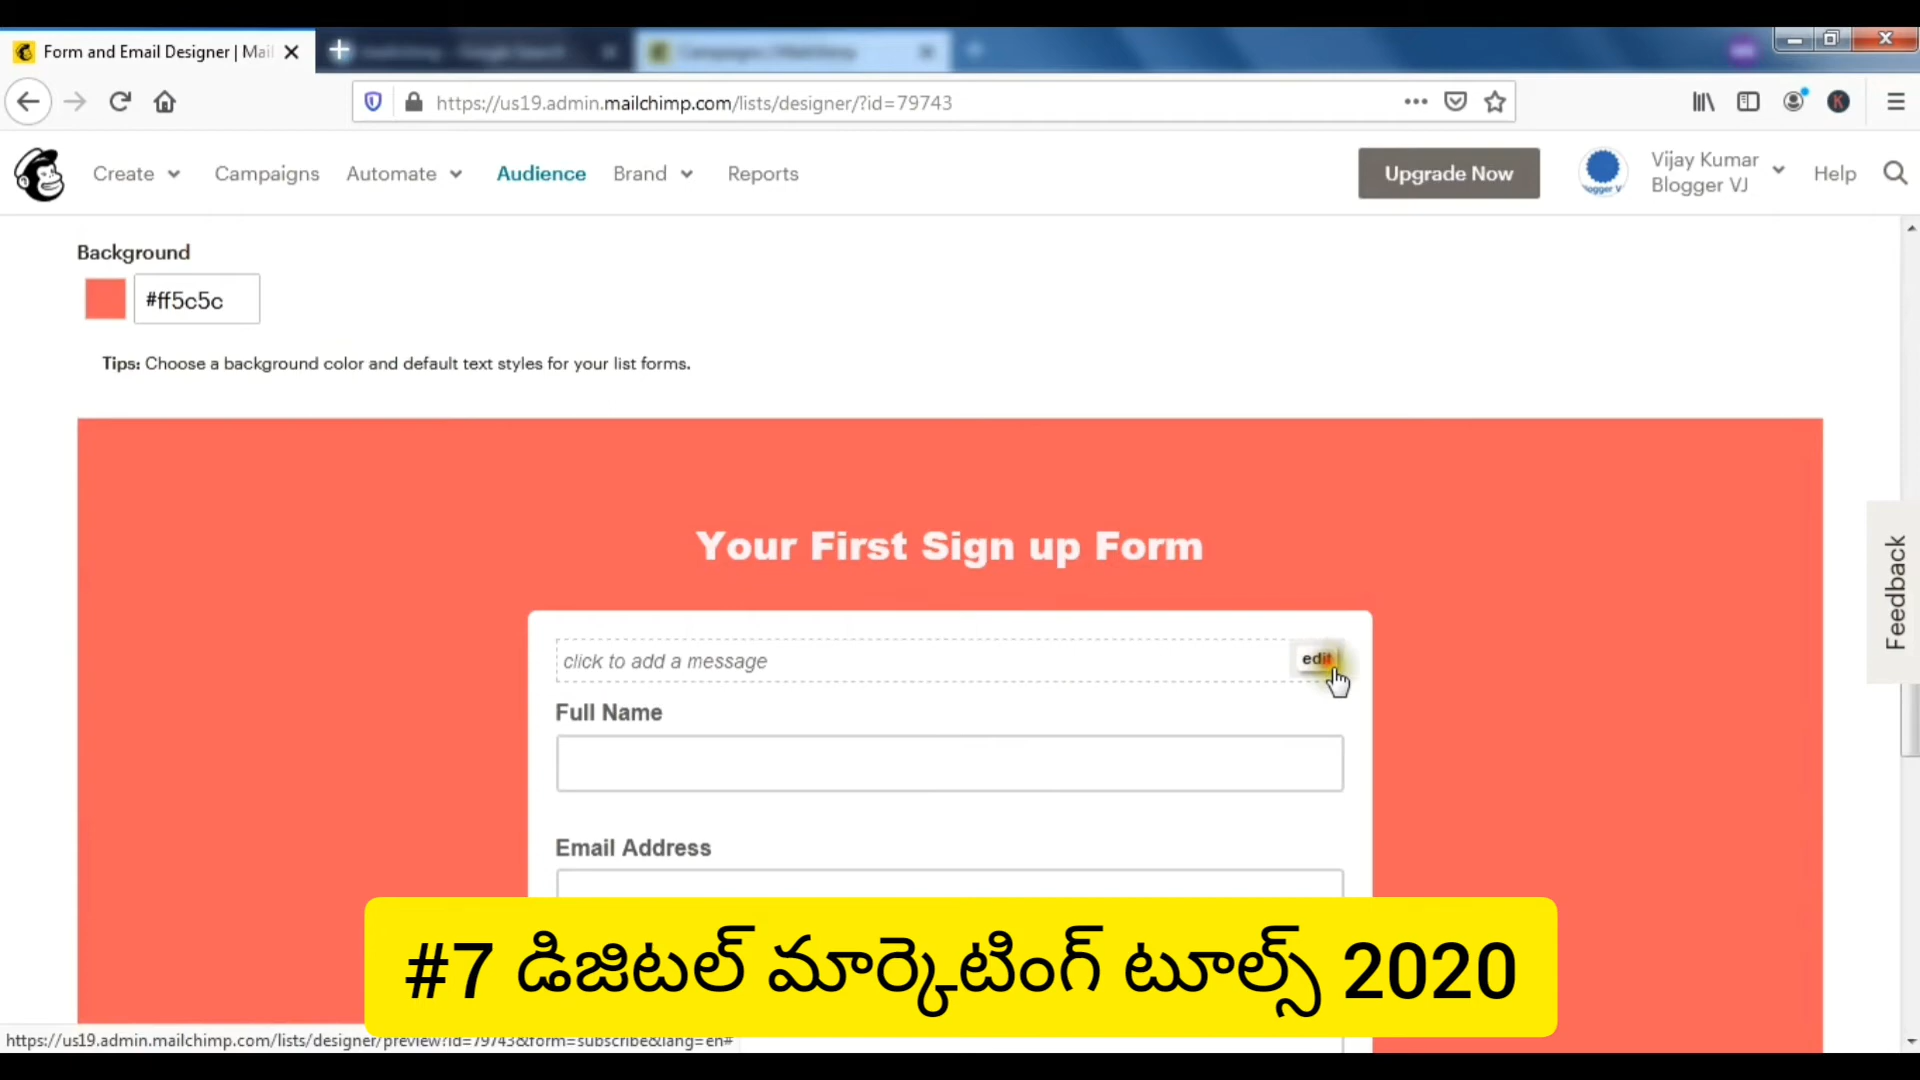 Form and Email Designer | Mail
https://us19.admin.mailchimp.com/lists/designer/?id=79743
Create
Campaigns
Automate
Audience
Brand
Reports
Upgrade Now
Vijay Kumar
Blogger VJ
Help
Background
#ff5c5c
Tips: Choose a background color and default text styles for your list forms.
Your First Sign up Form
click to add a message
edit
Full Name
Email Address
Feedback
#7 డిజిటల్ మార్కెటింగ్ టూల్స్ 2020
https://us19.admin.mailchimp.com/lists/designer/preview?id=79743&form=subscribe&lang=en#